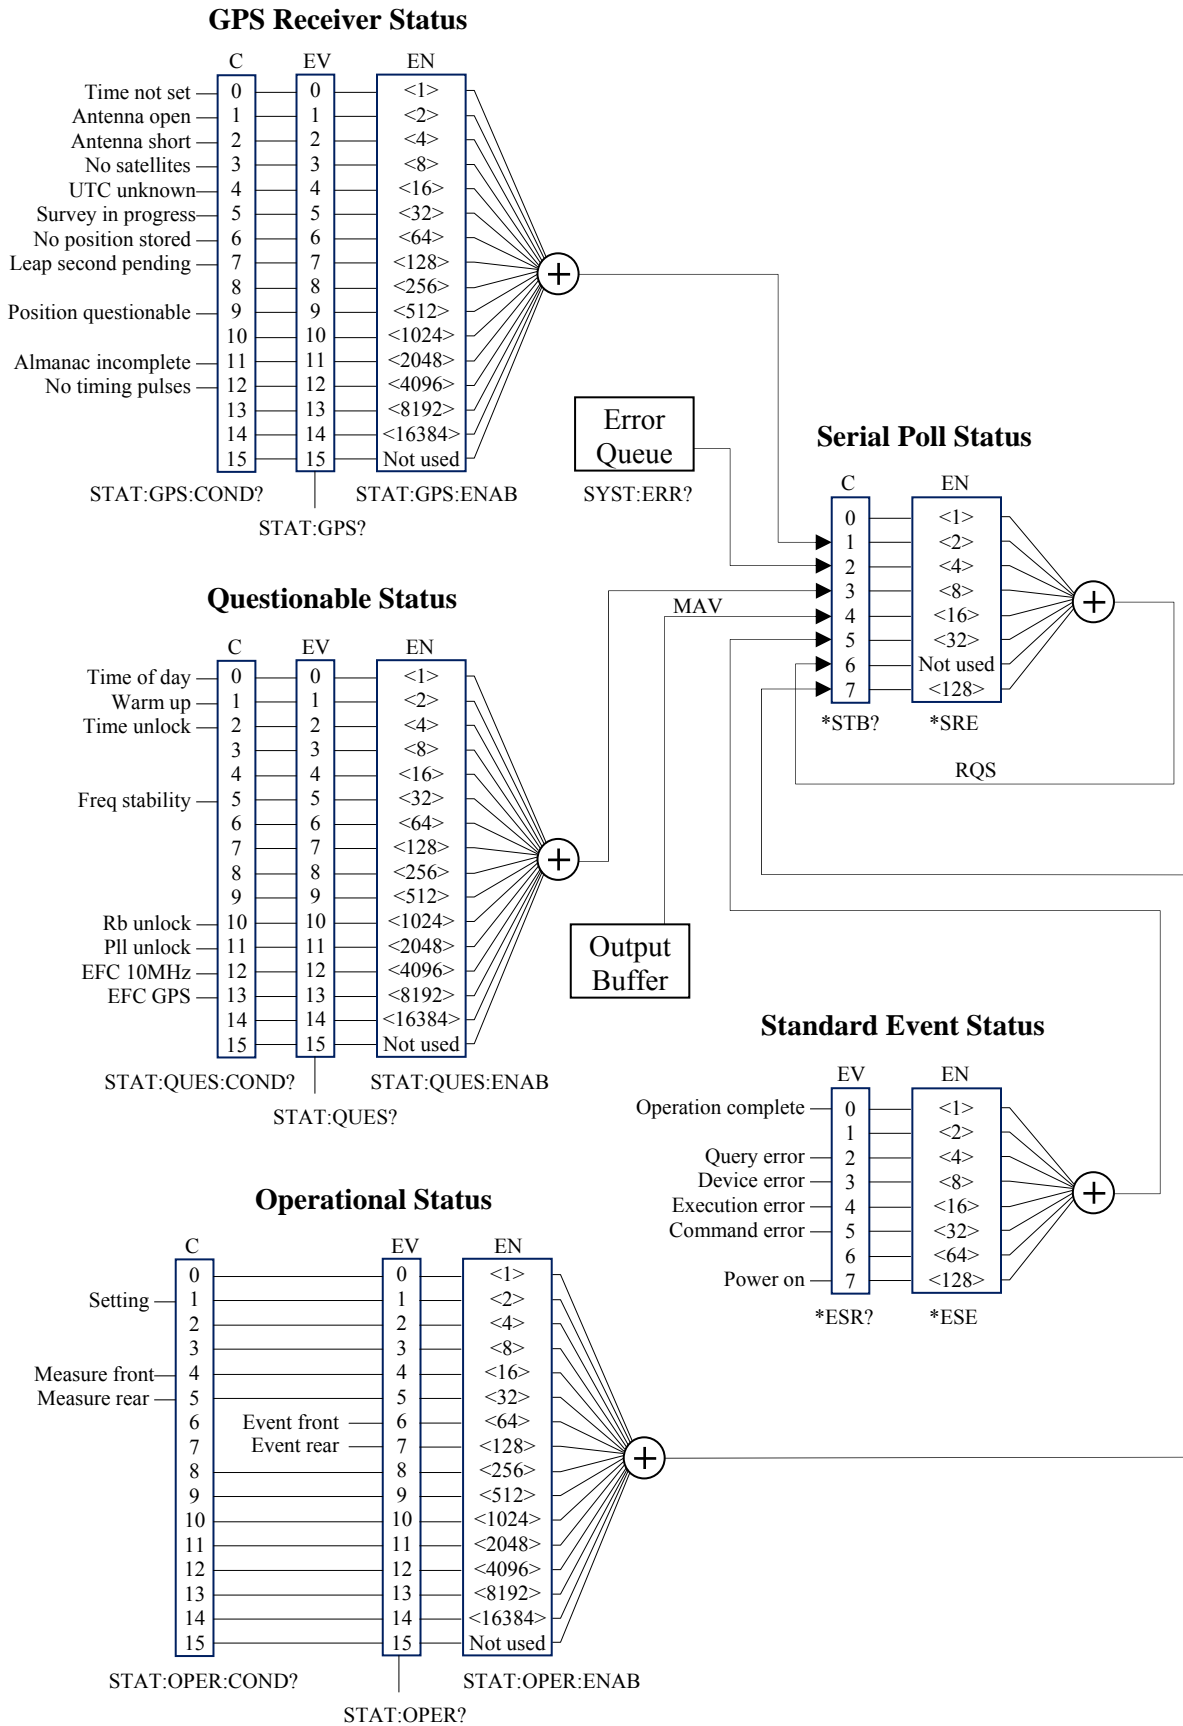 GPS Receiver Status
C EV EN
Time not set 0 0 <1>
Antenna open 1 1 <2>
Antenna short 2 2 <4>
No satellites 3 3 <8>
UTC unknown 4 4 <16>
Survey in progress 5 5 <32>
No position stored 6 6 <64>
Leap second pending 7 7 <128>
8 8 <256>
Position questionable 9 9 <512>
10 10 <1024>
Almanac incomplete 11 11 <2048>
No timing pulses 12 12 <4096>
13 13 <8192>
14 14 <16384>
15 15 Not used
STAT:GPS:COND? STAT:GPS:ENAB
STAT:GPS?
Error
Queue
SYST:ERR?
Serial Poll Status
C EN
0 <1>
1 <2>
2 <4>
3 <8>
MAV 4 <16>
5 <32>
6 Not used
7 <128>
*STB? *SRE
RQS
Questionable Status
C EV EN
Time of day 0 0 <1>
Warm up 1 1 <2>
Time unlock 2 2 <4>
3 3 <8>
4 4 <16>
Freq stability 5 5 <32>
6 6 <64>
7 7 <128>
8 8 <256>
9 9 <512>
Rb unlock 10 10 <1024>
Pll unlock 11 11 <2048>
EFC 10MHz 12 12 <4096>
EFC GPS 13 13 <8192>
14 14 <16384>
15 15 Not used
STAT:QUES:COND? STAT:QUES:ENAB
STAT:QUES?
Output
Buffer
Standard Event Status
EV EN
Operation complete 0 <1>
1 <2>
Query error 2 <4>
Device error 3 <8>
Execution error 4 <16>
Command error 5 <32>
6 <64>
Power on 7 <128>
*ESR? *ESE
Operational Status
C EV EN
0 0 <1>
Setting 1 1 <2>
2 2 <4>
3 3 <8>
Measure front 4 4 <16>
Measure rear 5 5 <32>
6 Event front 6 <64>
7 Event rear 7 <128>
8 8 <256>
9 9 <512>
10 10 <1024>
11 11 <2048>
12 12 <4096>
13 13 <8192>
14 14 <16384>
15 15 Not used
STAT:OPER:COND? STAT:OPER:ENAB
STAT:OPER?